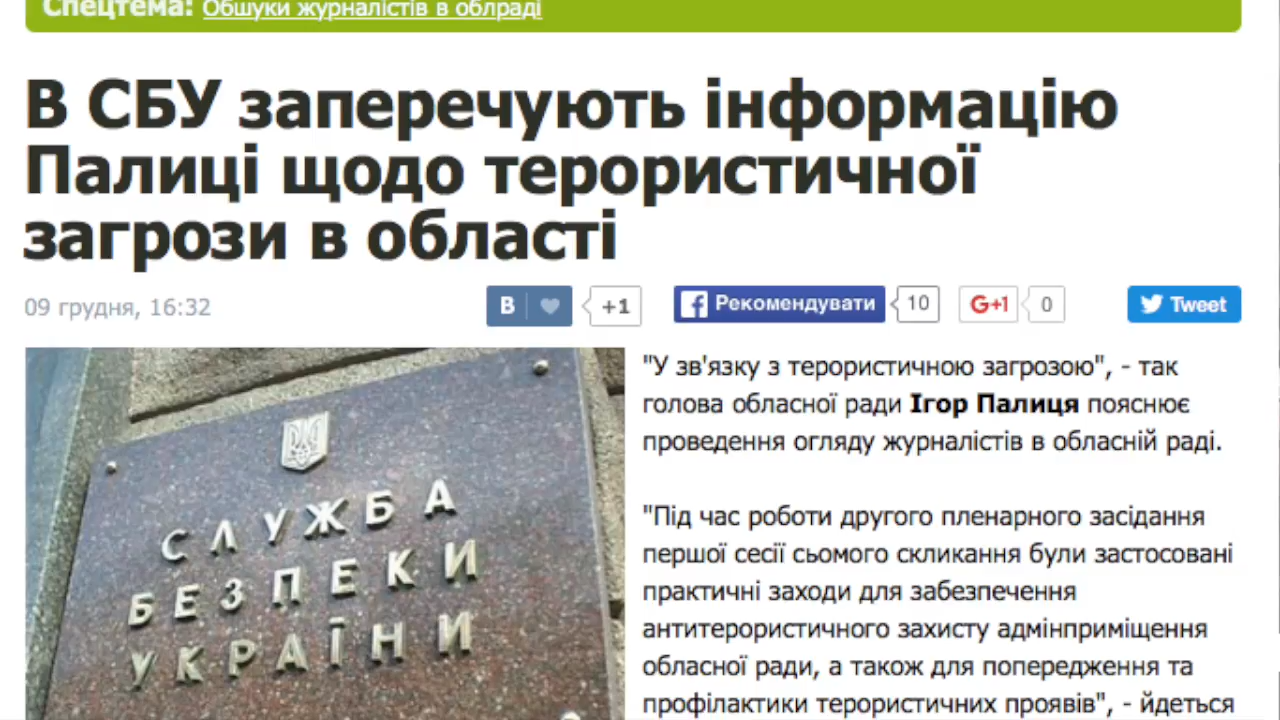 Спецтема: Обшуки журналістів в облраді
В СБУ заперечують інформацію
Палиці щодо терористичної
загрози в області
09 грудня, 16:32
В
+1
Рекомендувати
10
G+1
0
Tweet
СЛУЖБА
БЕЗПЕКИ
УКРАЇНИ
"У зв'язку з терористичною загрозою", - так
голова обласної ради Ігор Палиця пояснює
проведення огляду журналістів в обласній раді.
"Під час роботи другого пленарного засідання
першої сесії сьомого скликання були застосовані
практичні заходи для забезпечення
антитерористичного захисту адмінприміщення
обласної ради, а також для попередження та
профілактики терористичних проявів", - йдеться